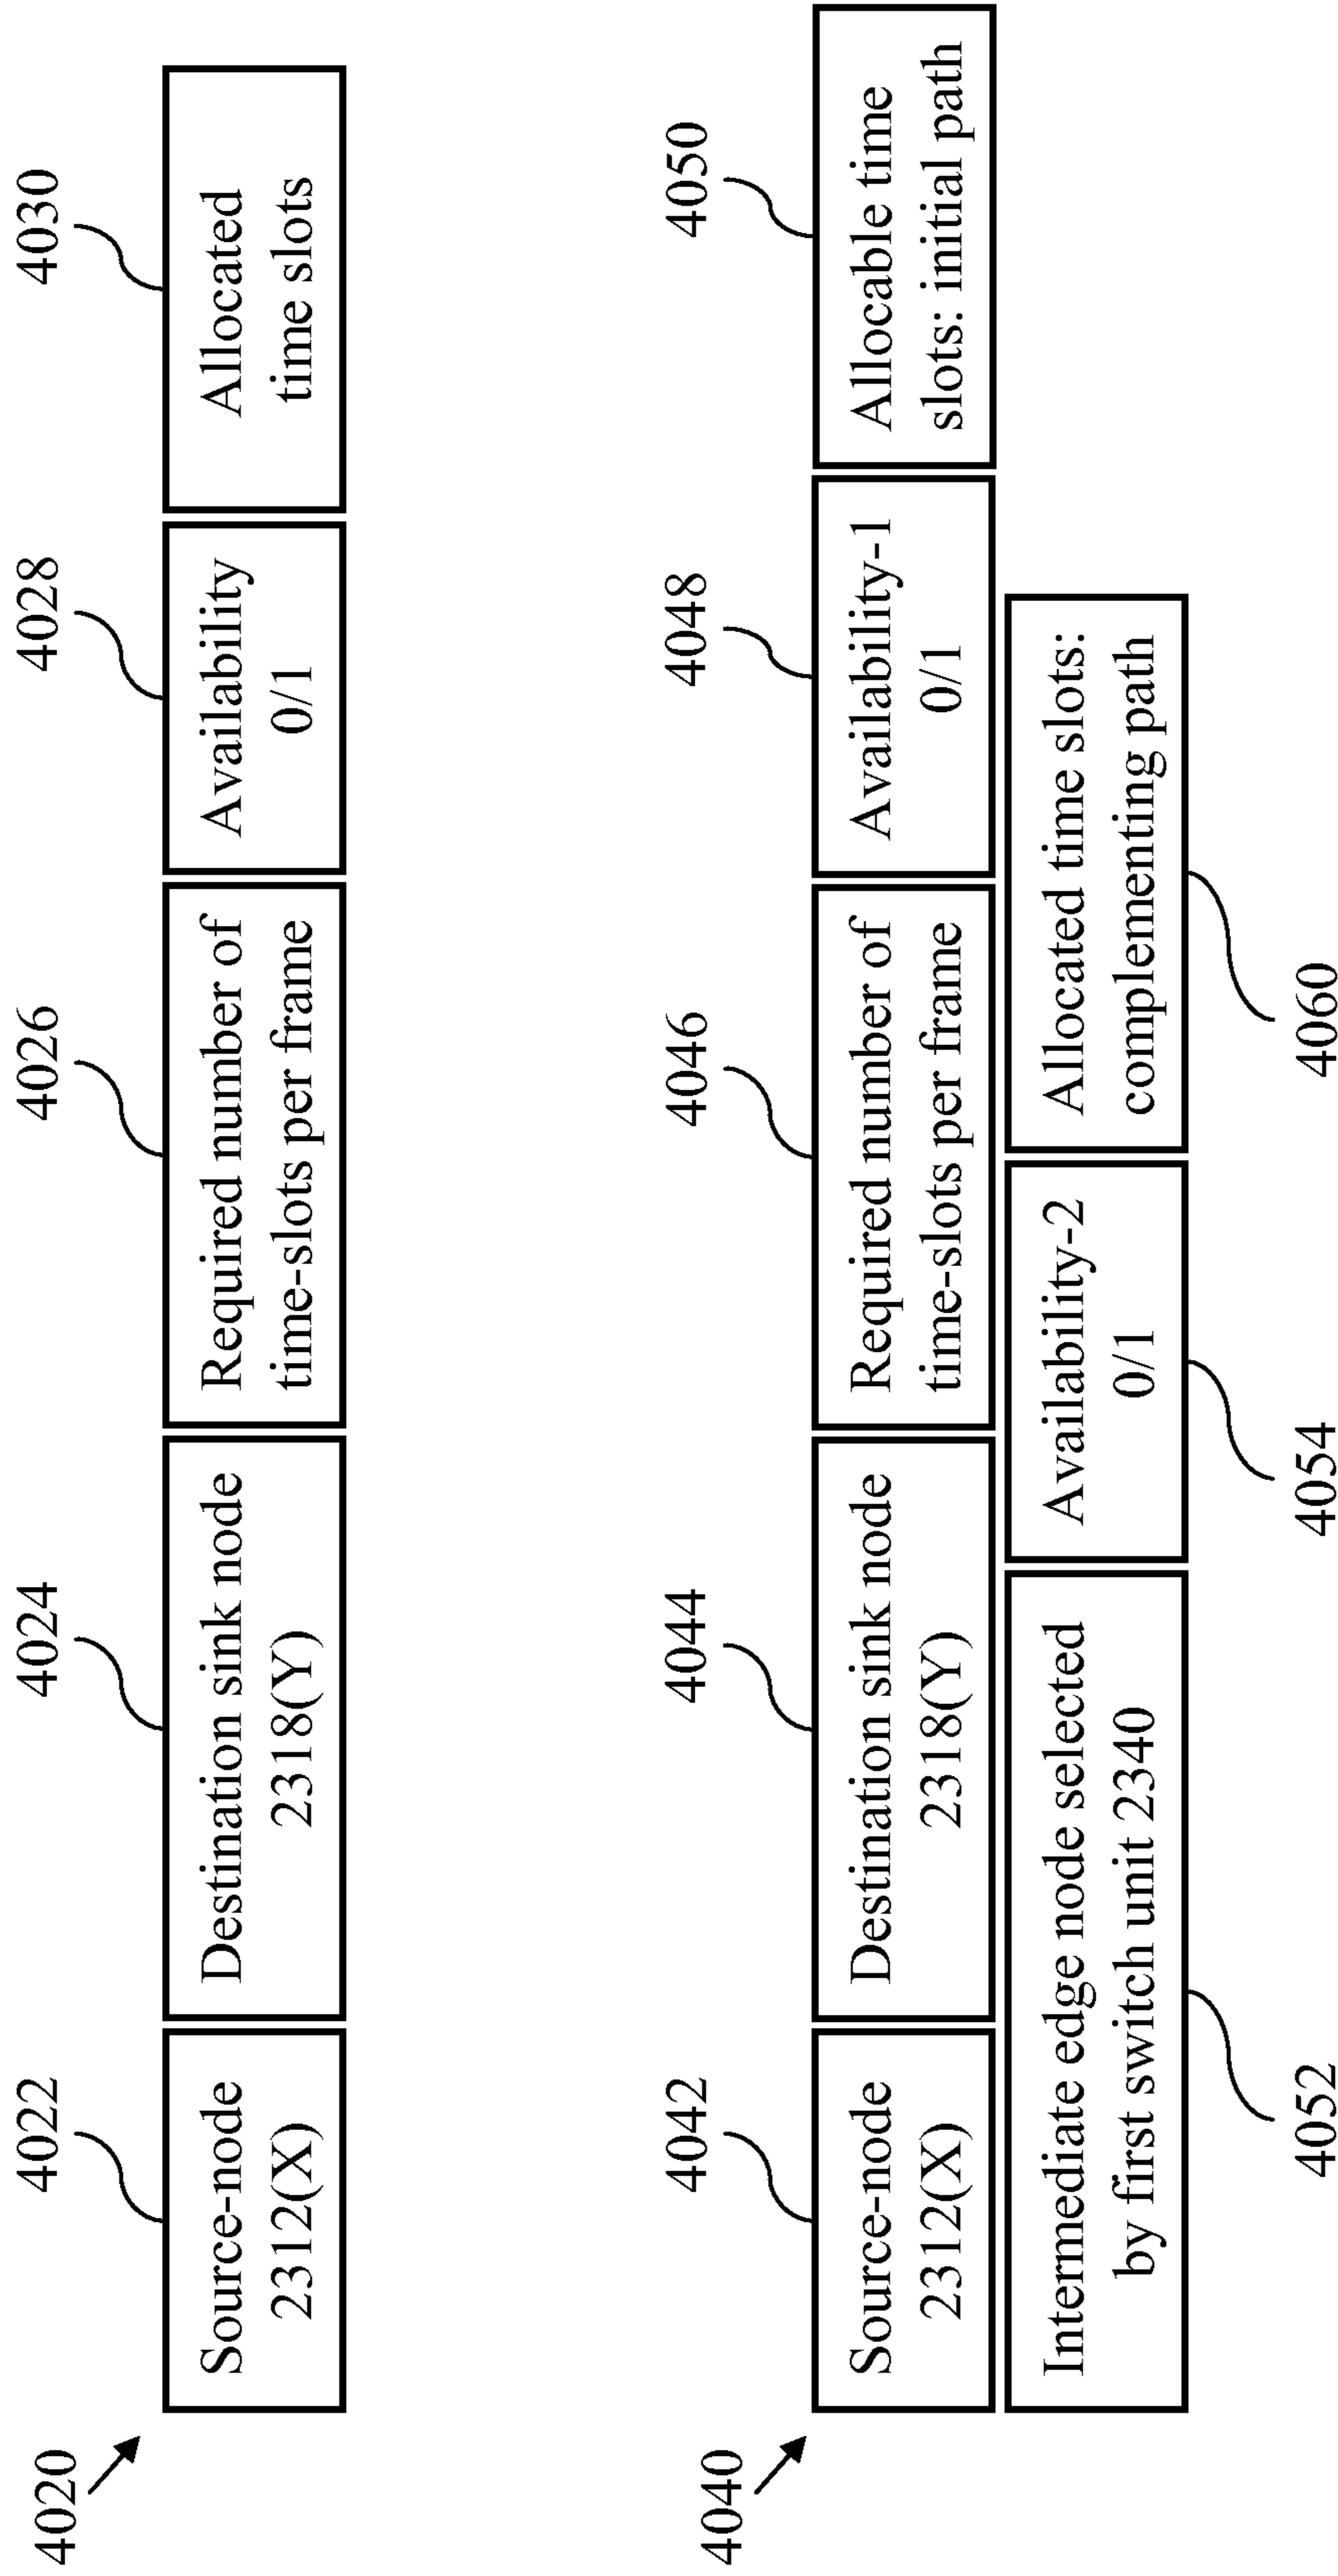 4020
4022
4024
4026
4028
4030
Source-node
2312(X)
Destination sink node
2318(Y)
Required number of
time-slots per frame
Availability
0/1
Allocated
time slots
4040
4042
4044
4046
4048
4050
Source-node
2312(X)
Destination sink node
2318(Y)
Required number of
time-slots per frame
Availability-1
0/1
Allocable time
slots: initial path
Intermediate edge node selected
by first switch unit 2340
Availability-2
0/1
Allocated time slots:
complementing path
4052
4054
4060